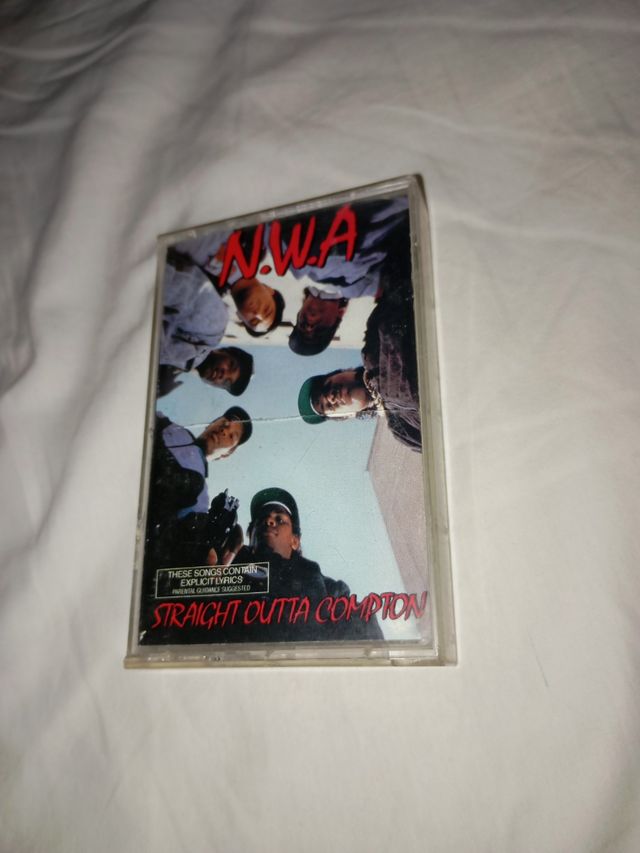 N.W.A
THESE SONGS CONTAIN
EXPLICIT LYRICS
PARENTAL GUIDANCE SUGGESTED
STRAIGHT OUTTA COMPTON